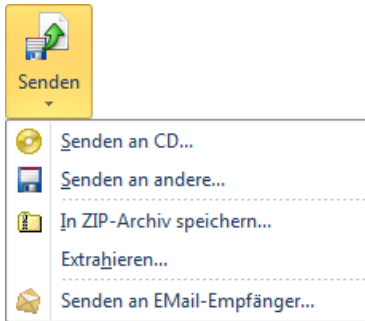 Senden
Senden an CD...
Senden an andere...
In ZIP-Archiv speichern...
Extrahieren...
Senden an EMail-Empfänger...